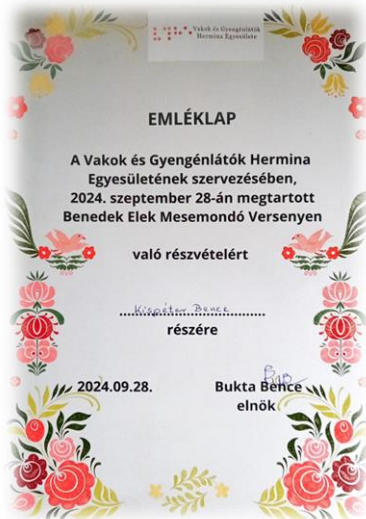 Vakok és Gyengénlátók
Hermina Egyesülete
EMLÉKLAP
A Vakok és Gyengénlátók Hermina
Egyesületének szervezésében,
2024. szeptember 28-án megtartott
Benedek Elek Mesemondó Versenyen
való részvételért
Kispéter Bence
részére
2024.09.28.
Bukta Bence
elnök